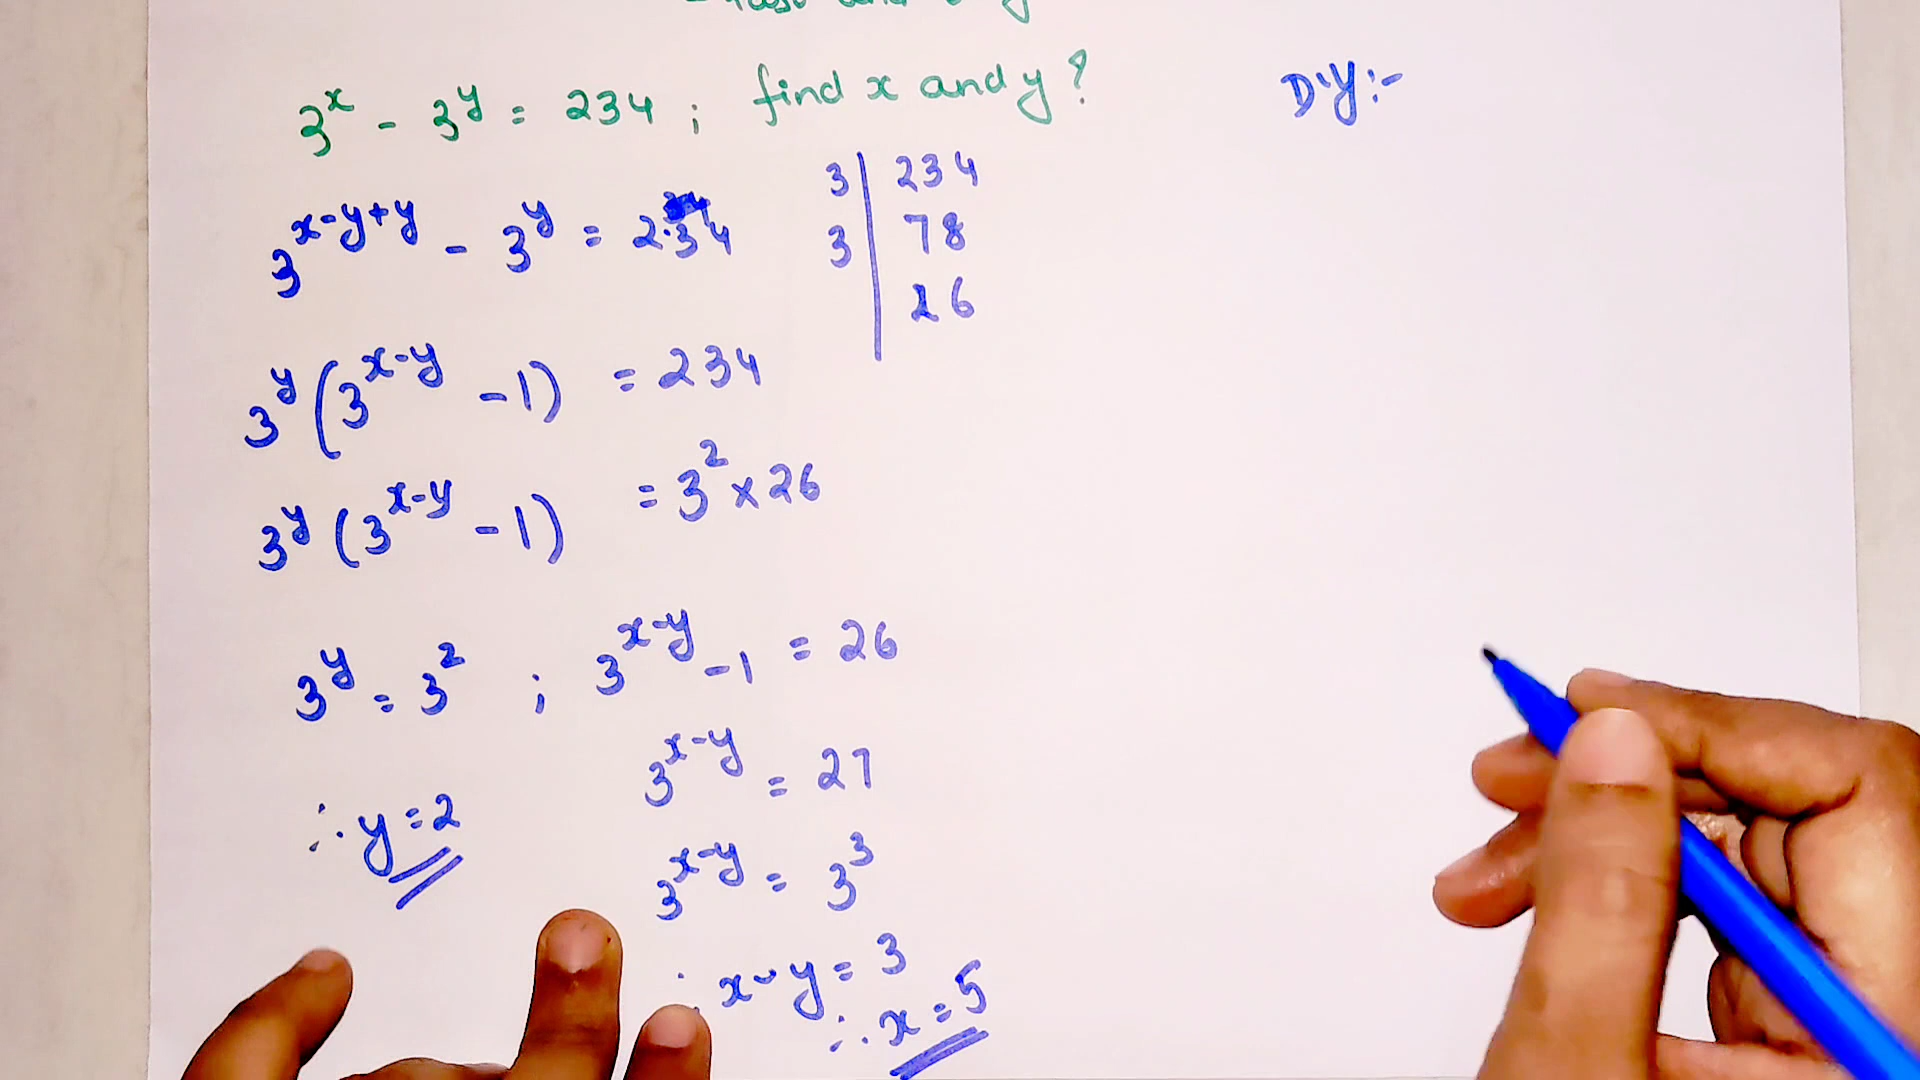 3^x - 3^y = 234 ; find x and y?
D.Y:-
3^{x-y+y} - 3^y = 234
3 | 234
3 | 78
26
3^y (3^{x-y} - 1) = 234
3^y (3^{x-y} - 1) = 3^2 × 26
3^y = 3^2 ; 3^{x-y} - 1 = 26
3^{x-y} = 27
∴ y = 2
3^{x-y} = 3^3
x - y = 3
∴ x = 5